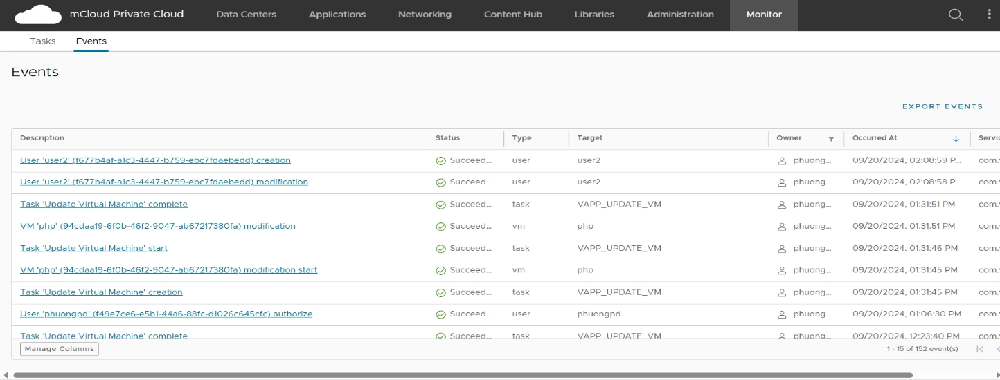 mCloud Private Cloud Data Centers Applications Networking Content Hub Libraries Administration Monitor
Tasks Events
Events
EXPORT EVENTS
Description Status Type Target Owner Occurred At Servic
User 'user2' (f677b4af-a1c3-4447-b759-ebc7fdaebedd) creation Succeed... user user2 phuong... 09/20/2024, 02:08:59 P... com.v
User 'user2' (f677b4af-a1c3-4447-b759-ebc7fdaebedd) modification Succeed... user user2 phuong... 09/20/2024, 02:08:58 P... com.v
Task 'Update Virtual Machine' complete Succeed... task VAPP_UPDATE_VM phuong... 09/20/2024, 01:31:51 PM com.v
VM 'php' (94cdaa19-6f0b-46f2-9047-ab67217380fa) modification Succeed... vm php phuong... 09/20/2024, 01:31:51 PM com.v
Task 'Update Virtual Machine' start Succeed... task VAPP_UPDATE_VM phuong... 09/20/2024, 01:31:46 PM com.v
VM 'php' (94cdaa19-6f0b-46f2-9047-ab67217380fa) modification start Succeed... vm php phuong... 09/20/2024, 01:31:45 PM com.v
Task 'Update Virtual Machine' creation Succeed... task VAPP_UPDATE_VM phuong... 09/20/2024, 01:31:45 PM com.v
User 'phuongpd' (f49e7ce6-e5b1-44a6-88fc-d1026c645cfc) authorize Succeed... user phuongpd phuong... 09/20/2024, 01:06:30 PM com.v
Task 'Update Virtual Machine' complete Succeed... task VAPP_UPDATE_VM phuong... 09/20/2024, 12:23:40 PM com.v
Manage Columns 1 - 15 of 152 event(s)